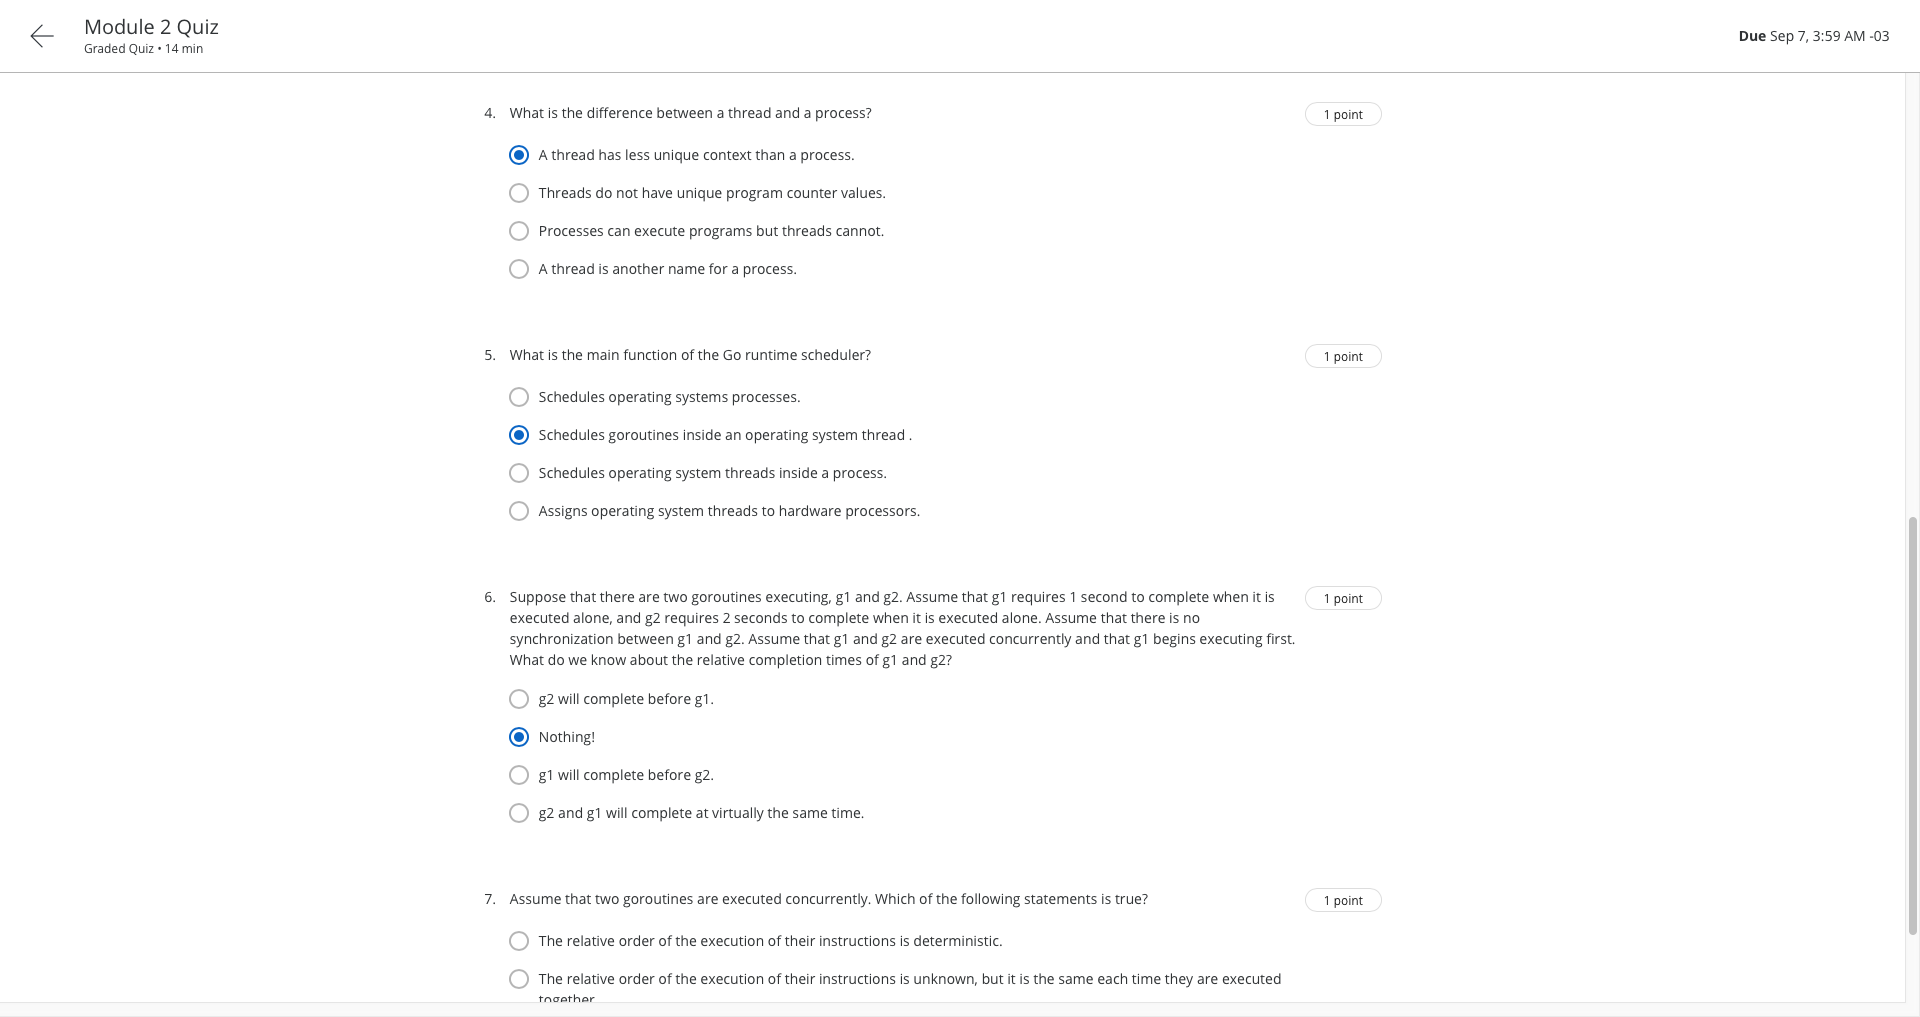 Module 2 Quiz
Graded Quiz • 14 min
Due Sep 7, 3:59 AM -03
4. What is the difference between a thread and a process?
1 point
A thread has less unique context than a process.
Threads do not have unique program counter values.
Processes can execute programs but threads cannot.
A thread is another name for a process.
5. What is the main function of the Go runtime scheduler?
1 point
Schedules operating systems processes.
Schedules goroutines inside an operating system thread .
Schedules operating system threads inside a process.
Assigns operating system threads to hardware processors.
6. Suppose that there are two goroutines executing, g1 and g2. Assume that g1 requires 1 second to complete when it is
1 point
executed alone, and g2 requires 2 seconds to complete when it is executed alone. Assume that there is no
synchronization between g1 and g2. Assume that g1 and g2 are executed concurrently and that g1 begins executing first.
What do we know about the relative completion times of g1 and g2?
g2 will complete before g1.
Nothing!
g1 will complete before g2.
g2 and g1 will complete at virtually the same time.
7. Assume that two goroutines are executed concurrently. Which of the following statements is true?
1 point
The relative order of the execution of their instructions is deterministic.
The relative order of the execution of their instructions is unknown, but it is the same each time they are executed
together